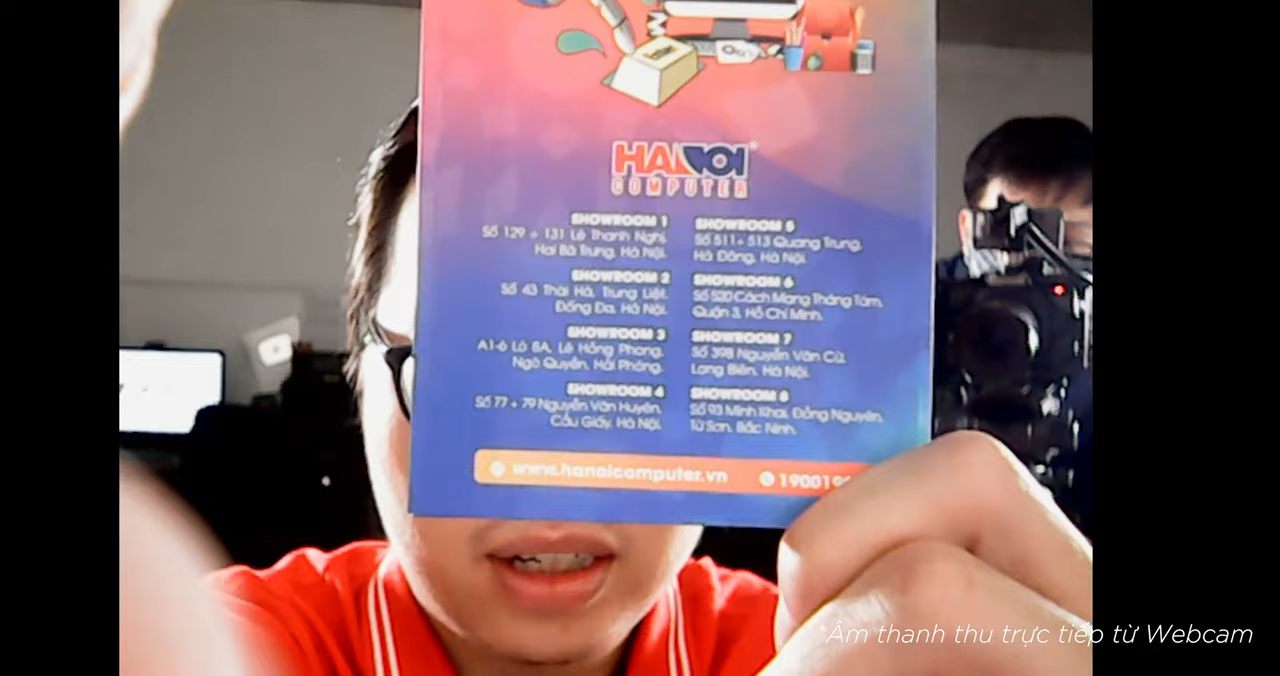 HANOI
COMPUTER
SHOWROOM 1
Số 129 ÷ 131 Lê Thanh Nghị,
Hai Bà Trưng, Hà Nội.
SHOWROOM 2
Số 43 Thái Hà, Trung Liệt,
Đống Đa, Hà Nội.
SHOWROOM 3
A1-6 Lô 8A, Lê Hồng Phong,
Ngô Quyền, Hải Phòng.
SHOWROOM 4
Số 77 ÷ 79 Nguyễn Văn Huyên,
Cầu Giấy, Hà Nội.
SHOWROOM 5
Số 511÷ 513 Quang Trung,
Hà Đông, Hà Nội.
SHOWROOM 6
Số 520 Cách Mạng Tháng Tám,
Quận 3, Hồ Chí Minh.
SHOWROOM 7
Số 398 Nguyễn Văn Cừ,
Long Biên, Hà Nội.
SHOWROOM 8
Số 93 Minh Khai, Đồng Nguyên,
Từ Sơn, Bắc Ninh.
www.hanoicomputer.vn
190019
*Âm thanh thu trực tiếp từ Webcam